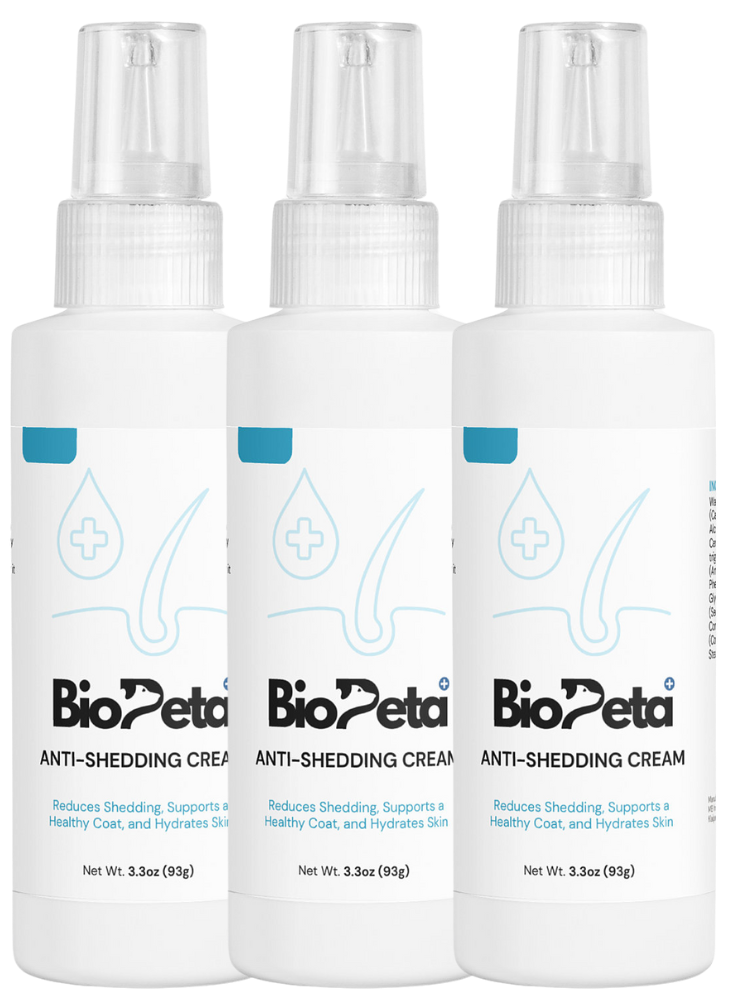 BioPeta
ANTI-SHEDDING CREA
Reduces Shedding, Supports a
Healthy Coat, and Hydrates Skin
Net Wt. 3.3oz (93g)
BioPeta
ANTI-SHEDDING CREAM
Reduces Shedding, Supports a
Healthy Coat, and Hydrates Skin
Net Wt. 3.3oz (93g)
BioPeta
ANTI-SHEDDING CREAM
Reduces Shedding, Supports a
Healthy Coat, and Hydrates Skin
Net Wt. 3.3oz (93g)